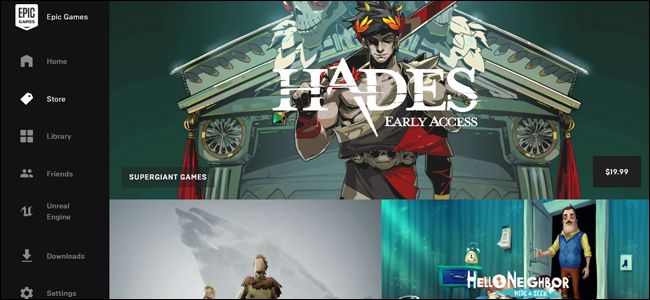 EPIC
GAMES
Epic Games
Home
Store
Library
Friends
Unreal
Engine
Downloads
Settings
HADES
EARLY ACCESS
SUPERGIANT GAMES
$19.99
HELLO NEIGHBOR
HIDE & SEEK